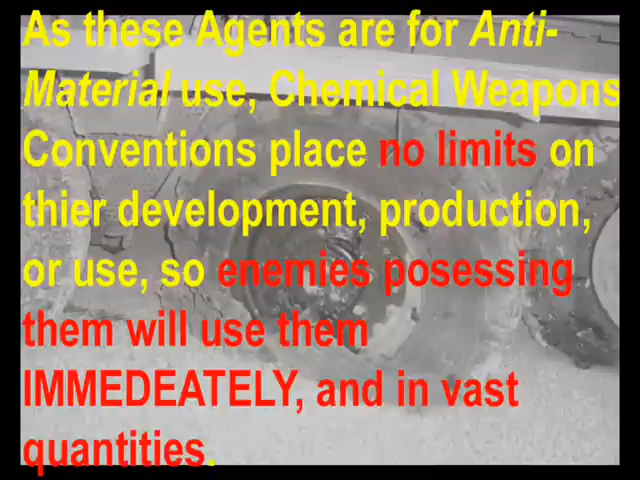 As these Agents are for Anti-
Material use, Chemical Weapons
Conventions place no limits on
thier development, production,
or use, so enemies posessing
them will use them
IMMEDEATELY, and in vast
quantities.